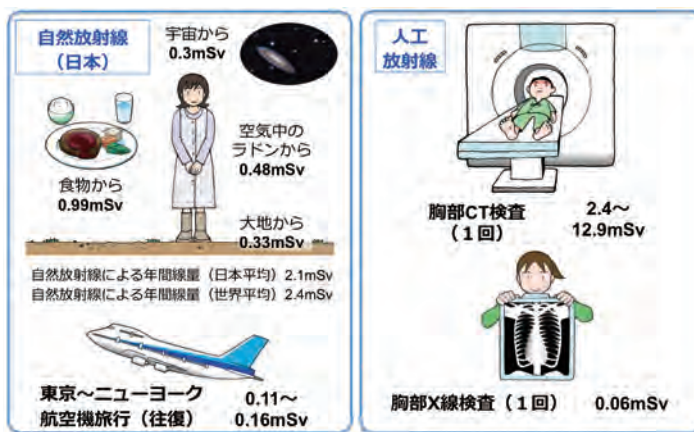 自然放射線
（日本）
宇宙から
0.3mSv
空気中の
ラドンから
0.48mSv
食物から
0.99mSv
大地から
0.33mSv
自然放射線による年間線量（日本平均）2.1mSv
自然放射線による年間線量（世界平均）2.4mSv
東京～ニューヨーク
航空機旅行（往復）
0.11～
0.16mSv
人工
放射線
胸部CT検査
（１回）
2.4～
12.9mSv
胸部X線検査（１回） 0.06mSv